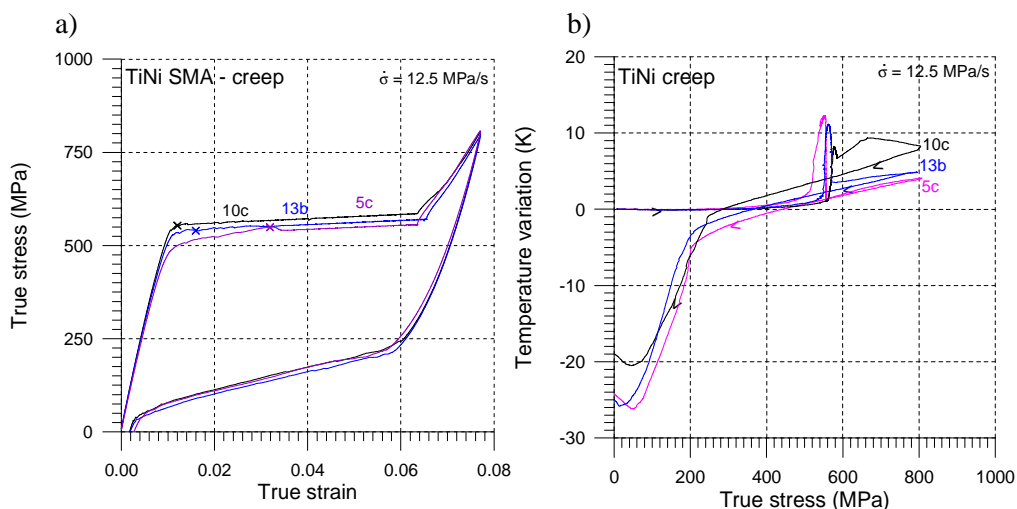 a)
1000
750
500
250
0
True stress (MPa)
TiNi SMA - creep
σ̇ = 12.5 MPa/s
10c
13b
5c
0.00
0.02
0.04
0.06
0.08
True strain
b)
20
10
0
-10
-20
-30
Temperature variation (K)
TiNi creep
σ̇ = 12.5 MPa/s
10c
13b
5c
0
200
400
600
800
1000
True stress (MPa)